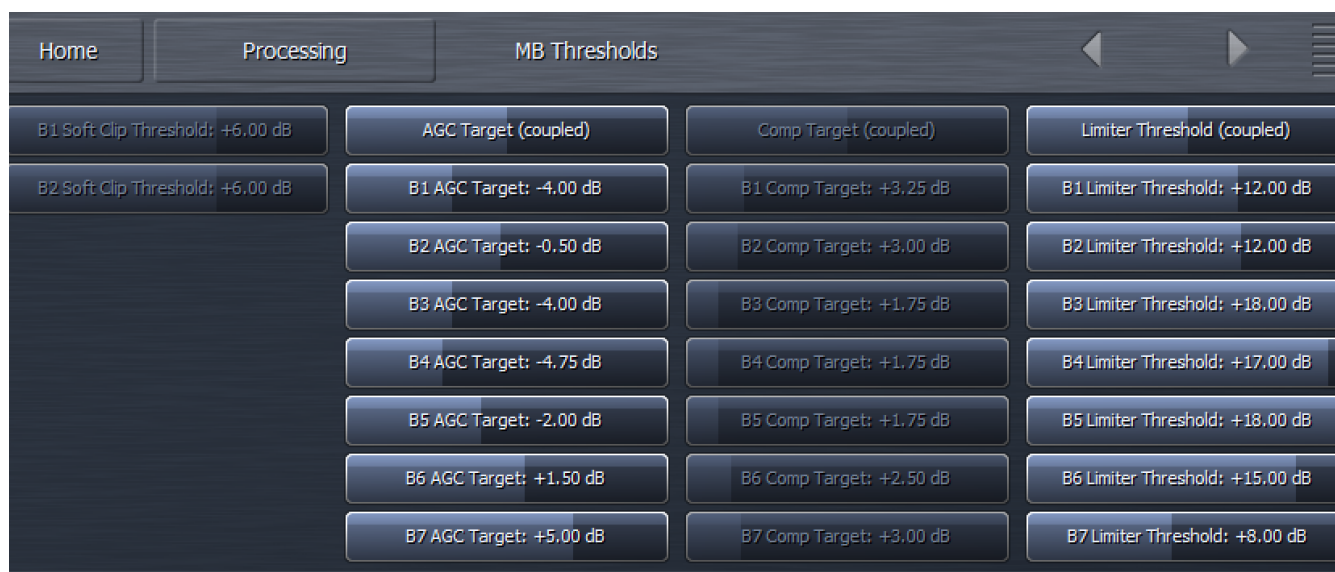 Home Processing MB Thresholds
B1 Soft Clip Threshold: +6.00 dB AGC Target (coupled) Comp Target (coupled) Limiter Threshold (coupled)
B2 Soft Clip Threshold: +6.00 dB B1 AGC Target: -4.00 dB B1 Comp Target: +3.25 dB B1 Limiter Threshold: +12.00 dB
B2 AGC Target: -0.50 dB B2 Comp Target: +3.00 dB B2 Limiter Threshold: +12.00 dB
B3 AGC Target: -4.00 dB B3 Comp Target: +1.75 dB B3 Limiter Threshold: +18.00 dB
B4 AGC Target: -4.75 dB B4 Comp Target: +1.75 dB B4 Limiter Threshold: +17.00 dB
B5 AGC Target: -2.00 dB B5 Comp Target: +1.75 dB B5 Limiter Threshold: +18.00 dB
B6 AGC Target: +1.50 dB B6 Comp Target: +2.50 dB B6 Limiter Threshold: +15.00 dB
B7 AGC Target: +5.00 dB B7 Comp Target: +3.00 dB B7 Limiter Threshold: +8.00 dB